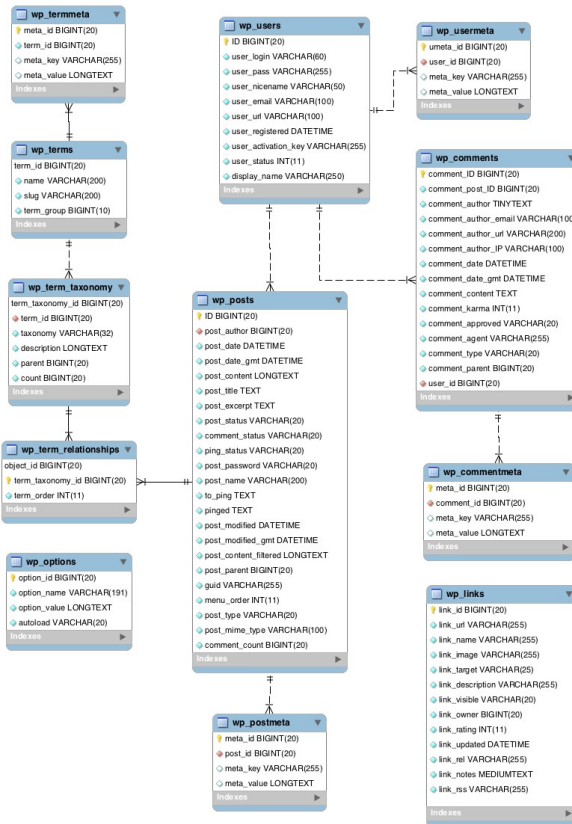 wp_termmeta
meta_id BIGINT(20)
term_id BIGINT(20)
meta_key VARCHAR(255)
meta_value LONGTEXT
Indexes
wp_terms
term_id BIGINT(20)
name VARCHAR(200)
slug VARCHAR(200)
term_group BIGINT(10)
Indexes
wp_term_taxonomy
term_taxonomy_id BIGINT(20)
term_id BIGINT(20)
taxonomy VARCHAR(32)
description LONGTEXT
parent BIGINT(20)
count BIGINT(20)
Indexes
wp_term_relationships
object_id BIGINT(20)
term_taxonomy_id BIGINT(20)
term_order INT(11)
Indexes
wp_options
option_id BIGINT(20)
option_name VARCHAR(191)
option_value LONGTEXT
autoload VARCHAR(20)
Indexes
wp_users
ID BIGINT(20)
user_login VARCHAR(60)
user_pass VARCHAR(255)
user_nicename VARCHAR(50)
user_email VARCHAR(100)
user_url VARCHAR(100)
user_registered DATETIME
user_activation_key VARCHAR(255)
user_status INT(11)
display_name VARCHAR(250)
Indexes
wp_posts
ID BIGINT(20)
post_author BIGINT(20)
post_date DATETIME
post_date_gmt DATETIME
post_content LONGTEXT
post_title TEXT
post_excerpt TEXT
post_status VARCHAR(20)
comment_status VARCHAR(20)
ping_status VARCHAR(20)
post_password VARCHAR(20)
post_name VARCHAR(200)
to_ping TEXT
pinged TEXT
post_modified DATETIME
post_modified_gmt DATETIME
post_content_filtered LONGTEXT
post_parent BIGINT(20)
guid VARCHAR(255)
menu_order INT(11)
post_type VARCHAR(20)
post_mime_type VARCHAR(100)
comment_count BIGINT(20)
Indexes
wp_postmeta
meta_id BIGINT(20)
post_id BIGINT(20)
meta_key VARCHAR(255)
meta_value LONGTEXT
Indexes
wp_usermeta
umeta_id BIGINT(20)
user_id BIGINT(20)
meta_key VARCHAR(255)
meta_value LONGTEXT
Indexes
wp_comments
comment_ID BIGINT(20)
comment_post_ID BIGINT(20)
comment_author TINYTEXT
comment_author_email VARCHAR(100
comment_author_url VARCHAR(200)
comment_author_IP VARCHAR(100)
comment_date DATETIME
comment_date_gmt DATETIME
comment_content TEXT
comment_karma INT(11)
comment_approved VARCHAR(20)
comment_agent VARCHAR(255)
comment_type VARCHAR(20)
comment_parent BIGINT(20)
user_id BIGINT(20)
Indexes
wp_commentmeta
meta_id BIGINT(20)
comment_id BIGINT(20)
meta_key VARCHAR(255)
meta_value LONGTEXT
Indexes
wp_links
link_id BIGINT(20)
link_url VARCHAR(255)
link_name VARCHAR(255)
link_image VARCHAR(255)
link_target VARCHAR(25)
link_description VARCHAR(255)
link_visible VARCHAR(20)
link_owner BIGINT(20)
link_rating INT(11)
link_updated DATETIME
link_rel VARCHAR(255)
link_notes MEDIUMTEXT
link_rss VARCHAR(255)
Indexes